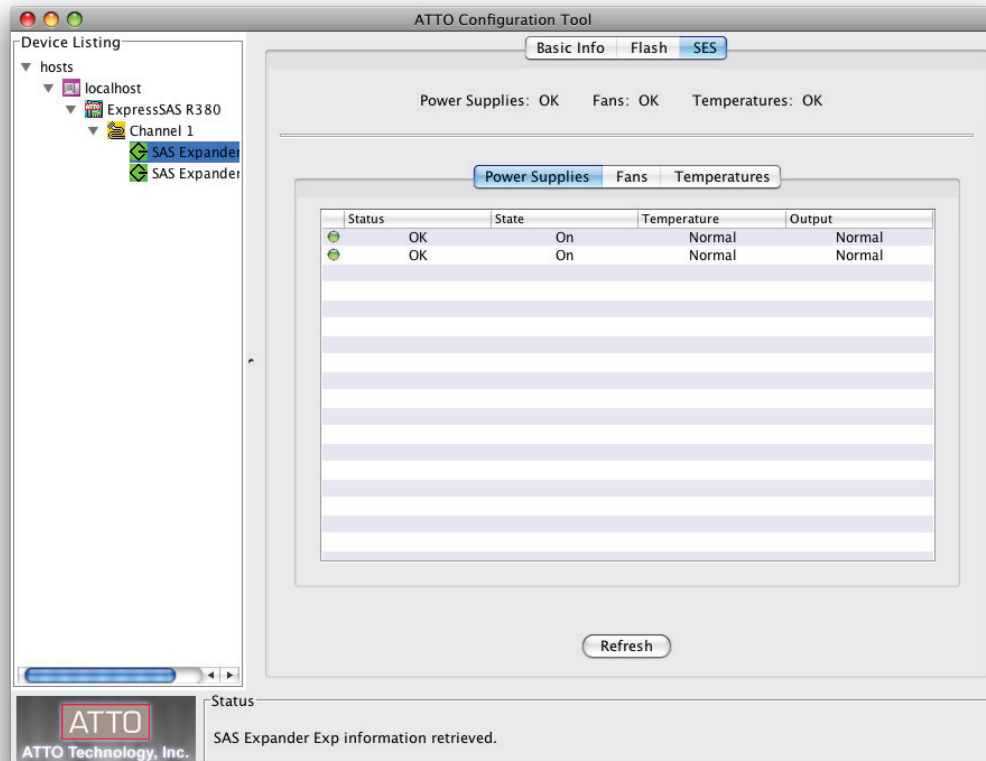 ATTO Configuration Tool
Device Listing
hosts
localhost
ExpressSAS R380
Channel 1
SAS Expander
SAS Expander
Basic Info Flash SES
Power Supplies: OK Fans: OK Temperatures: OK
Power Supplies Fans Temperatures
Status State Temperature Output
OK On Normal Normal
OK On Normal Normal
Refresh
ATTO
ATTO Technology, Inc.
Status
SAS Expander Exp information retrieved.